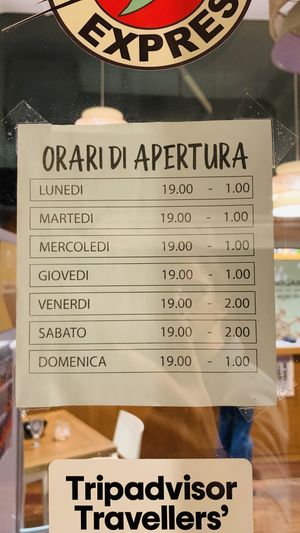 EXPRES
ORARI DI APERTURA
LUNEDI 19.00 - 1.00
MARTEDI 19.00 - 1.00
MERCOLEDI 19.00 - 1.00
GIOVEDI 19.00 - 1.00
VENERDI 19.00 - 2.00
SABATO 19.00 - 2.00
DOMENICA 19.00 - 1.00
Tripadvisor
Travellers'